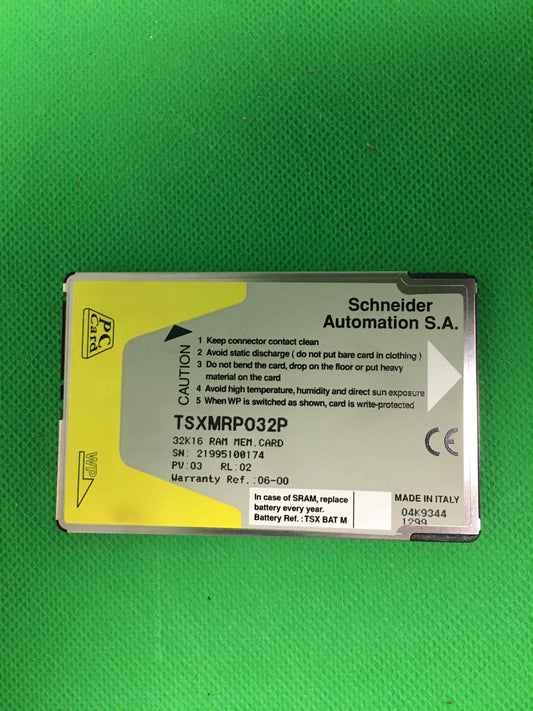 PC
Card
WP
Schneider
Automation S.A.
CAUTION
1 Keep connector contact clean
2 Avoid static discharge ( do not put bare card in clothing )
3 Do not bend the card, drop on the floor or put heavy
material on the card
4 Avoid high temperature, humidity and direct sun exposure
5 When WP is switched as shown, card is write-protected
TSXMRP032P
32K16 RAM MEM.CARD
SN: 21995100174
PV:03 RL:02
Warranty Ref.:06-00
CE
In case of SRAM, replace
battery every year.
Battery Ref. :TSX BAT M
MADE IN ITALY
04K9344
1299